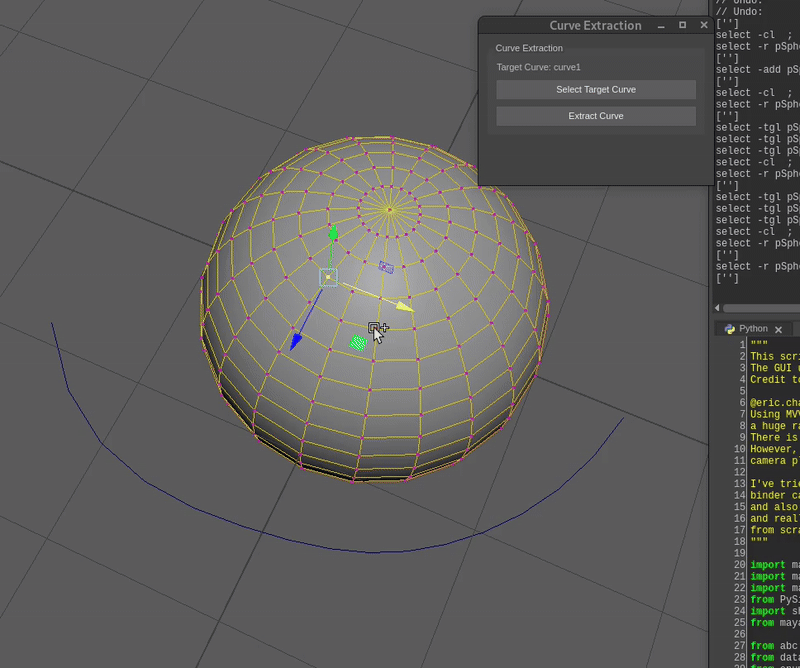 Curve Extraction
Curve Extraction
Target Curve: curve1
Select Target Curve
Extract Curve
// Undo:
// Undo:
['']
select -cl ;
select -r pSph
['']
select -add pS
['']
select -cl ;
select -r pSph
['']
select -tgl pS
select -tgl pS
select -tgl pS
select -cl ;
select -r pSph
['']
select -tgl pS
select -tgl pS
select -tgl pS
select -cl ;
select -r pSph
['']
select -r pSph
['']
Python
1 """
2 This scri
3 The GUI u
4 Credit to
5
6 @eric.cha
7 Using MVV
8 a huge ra
9 There is
10 However,
11 camera pl
12
13 I've trie
14 binder ca
15 and also
16 and real
17 from scra
18 """
19
20 import ma
21 import ma
22 import ma
23 from PySi
24 import sh
25 from maya
26
27 from abc
28 from data